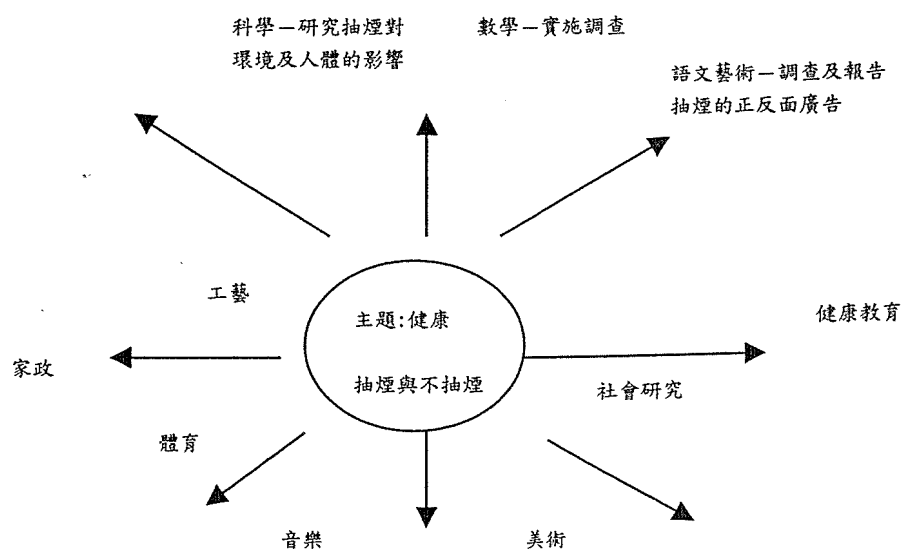 科學－研究抽煙對
環境及人體的影響
數學－實施調查
語文藝術－調查及報告
抽煙的正反面廣告
工藝
主題:健康
健康教育
家政
抽煙與不抽煙
社會研究
體育
音樂
美術